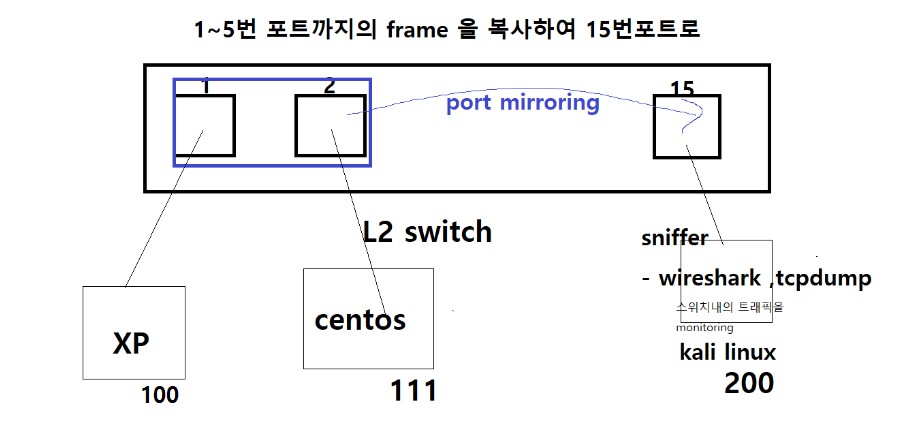 1~5번 포트까지의 frame 을 복사하여 15번포트로
1
2
15
port mirroring
L2 switch
sniffer
- wireshark ,tcpdump
스위치내의 트래픽을
monitoring
kali linux
200
centos
111
XP
100